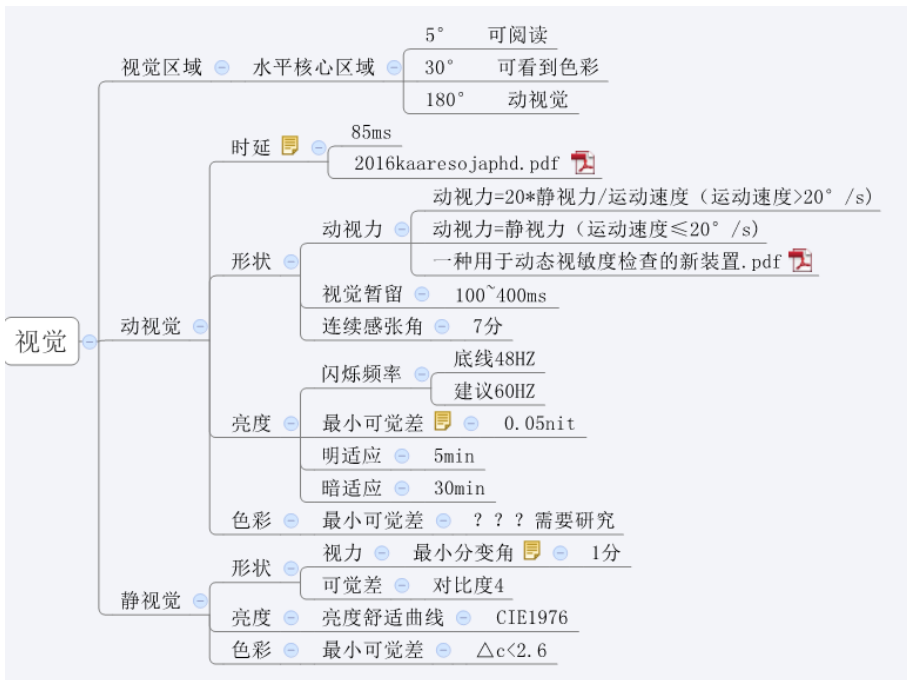 视觉
视觉区域
水平核心区域
5° 可阅读
30° 可看到色彩
180° 动视觉
动视觉
时延
85ms
2016kaaresojaphd.pdf
形状
动视力
动视力=20*静视力/运动速度（运动速度>20°/s)
动视力=静视力（运动速度≤20°/s)
一种用于动态视敏度检查的新装置.pdf
视觉暂留
100~400ms
连续感张角
7分
亮度
闪烁频率
底线48HZ
建议60HZ
最小可觉差
0.05nit
明适应
5min
暗适应
30min
色彩
最小可觉差
？？？需要研究
静视觉
形状
视力
最小分变角
1分
可觉差
对比度4
亮度
亮度舒适曲线
CIE1976
色彩
最小可觉差
△c<2.6